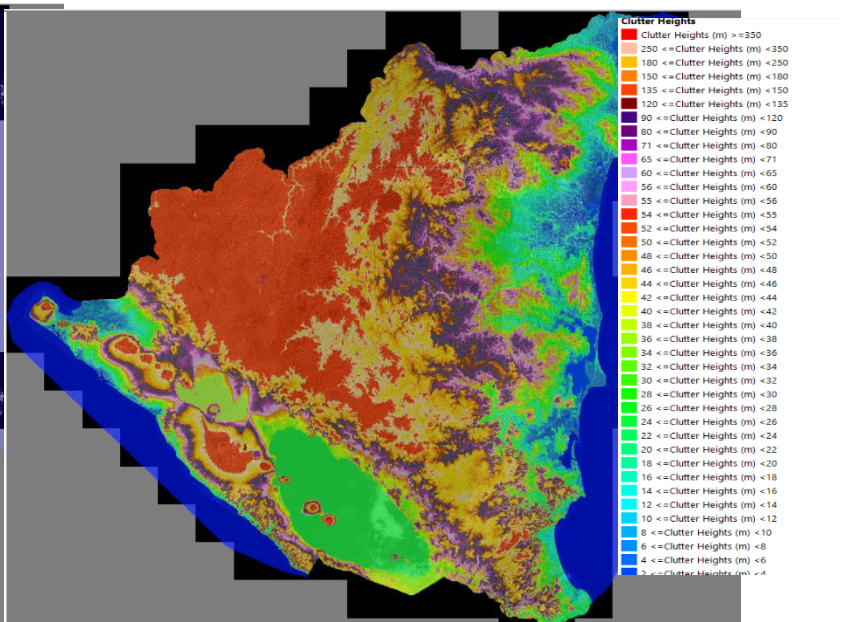 Clutter Heights
Clutter Heights (m) >=350
250 <=Clutter Heights (m) <350
180 <=Clutter Heights (m) <250
150 <=Clutter Heights (m) <180
135 <=Clutter Heights (m) <150
120 <=Clutter Heights (m) <135
90 <=Clutter Heights (m) <120
80 <=Clutter Heights (m) <90
71 <=Clutter Heights (m) <80
65 <=Clutter Heights (m) <71
60 <=Clutter Heights (m) <65
56 <=Clutter Heights (m) <60
55 <=Clutter Heights (m) <56
54 <=Clutter Heights (m) <55
52 <=Clutter Heights (m) <54
50 <=Clutter Heights (m) <52
48 <=Clutter Heights (m) <50
46 <=Clutter Heights (m) <48
44 <=Clutter Heights (m) <46
42 <=Clutter Heights (m) <44
40 <=Clutter Heights (m) <42
38 <=Clutter Heights (m) <40
36 <=Clutter Heights (m) <38
34 <=Clutter Heights (m) <36
32 <=Clutter Heights (m) <34
30 <=Clutter Heights (m) <32
28 <=Clutter Heights (m) <30
26 <=Clutter Heights (m) <28
24 <=Clutter Heights (m) <26
22 <=Clutter Heights (m) <24
20 <=Clutter Heights (m) <22
18 <=Clutter Heights (m) <20
16 <=Clutter Heights (m) <18
14 <=Clutter Heights (m) <16
12 <=Clutter Heights (m) <14
10 <=Clutter Heights (m) <12
8 <=Clutter Heights (m) <10
6 <=Clutter Heights (m) <8
4 <=Clutter Heights (m) <6
2 <=Clutter Heights (m) <4